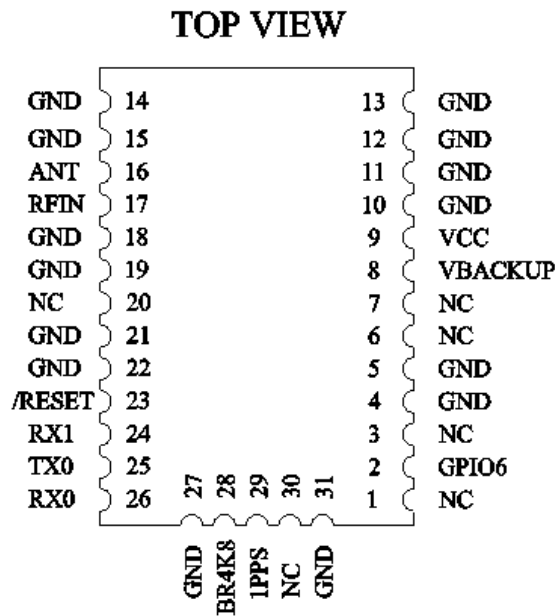 TOP VIEW
GND 14 13 GND
GND 15 12 GND
ANT 16 11 GND
RFIN 17 10 GND
GND 18 9 VCC
GND 19 8 VBACKUP
NC 20 7 NC
GND 21 6 NC
GND 22 5 GND
/RESET 23 4 GND
RX1 24 3 NC
TX0 25 2 GPIO6
RX0 26 1 NC
27 28 29 30 31
GND BR4K8 1PPS NC GND